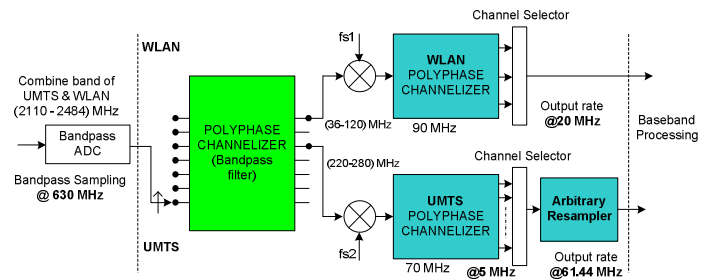 Channel Selector
WLAN
fs1
Combine band of
UMTS & WLAN
(2110 - 2484) MHz
WLAN
POLYPHASE
CHANNELIZER
Bandpass
ADC
POLYPHASE
CHANNELIZER
(Bandpass
filter)
(36-120) MHz
90 MHz
Output rate
@20 MHz
Baseband
Processing
(220-280) MHz
Channel Selector
Bandpass Sampling
@ 630 MHz
UMTS
POLYPHASE
CHANNELIZER
Arbitrary
Resampler
UMTS
fs2
70 MHz
@5 MHz
Output rate
@61.44 MHz